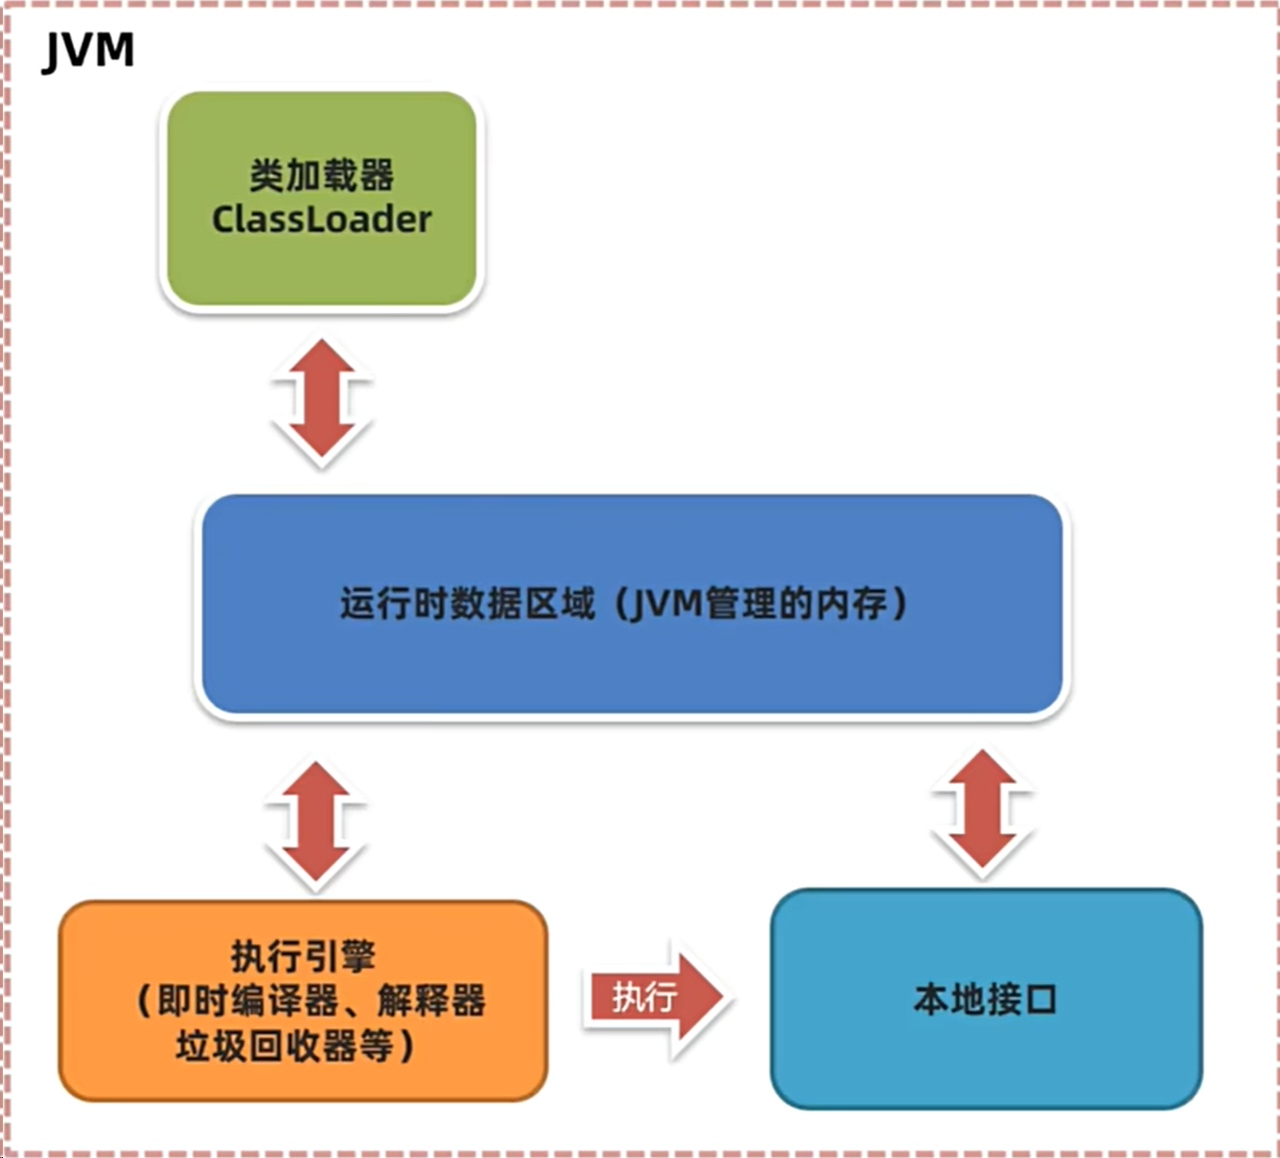 JVM
类加载器
ClassLoader
运行时数据区域（JVM管理的内存）
执行引擎
（即时编译器、解释器
垃圾回收器等）
执行
本地接口